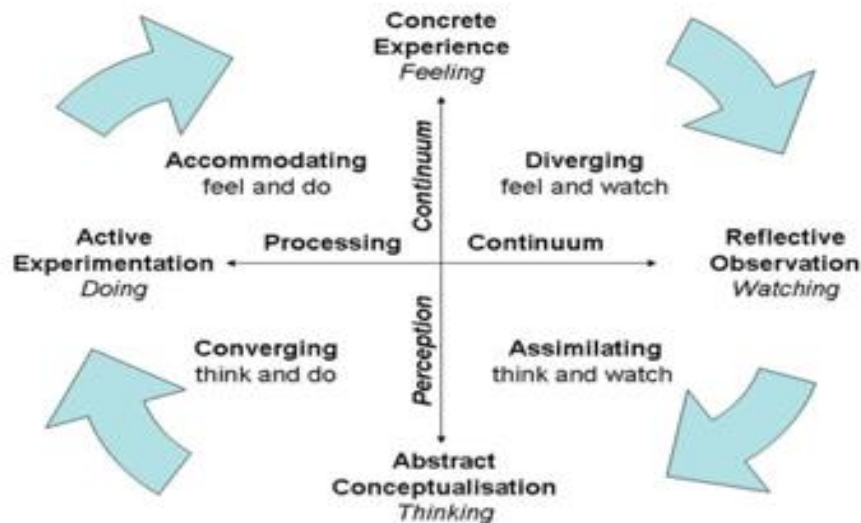 Concrete
Experience
Feeling
Continuum
Accommodating
feel and do
Diverging
feel and watch
Active
Experimentation
Doing
Processing
Continuum
Reflective
Observation
Watching
Perception
Converging
think and do
Assimilating
think and watch
Abstract
Conceptualisation
Thinking